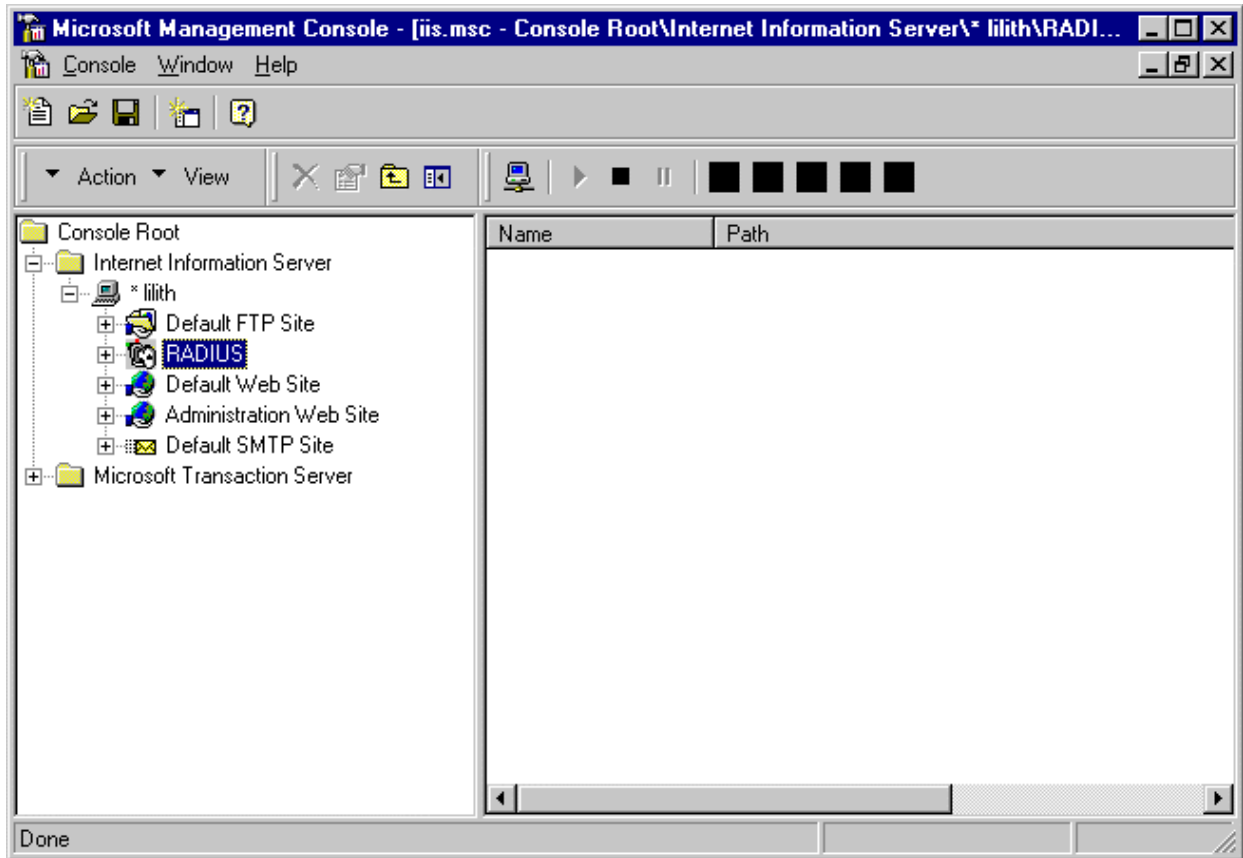 Microsoft Management Console - [iis.msc - Console Root\Internet Information Server\* lilith\RADI...
Console Window Help
Action View
Console Root
Name Path
Internet Information Server
* lilith
Default FTP Site
RADIUS
Default Web Site
Administration Web Site
Default SMTP Site
Microsoft Transaction Server
Done